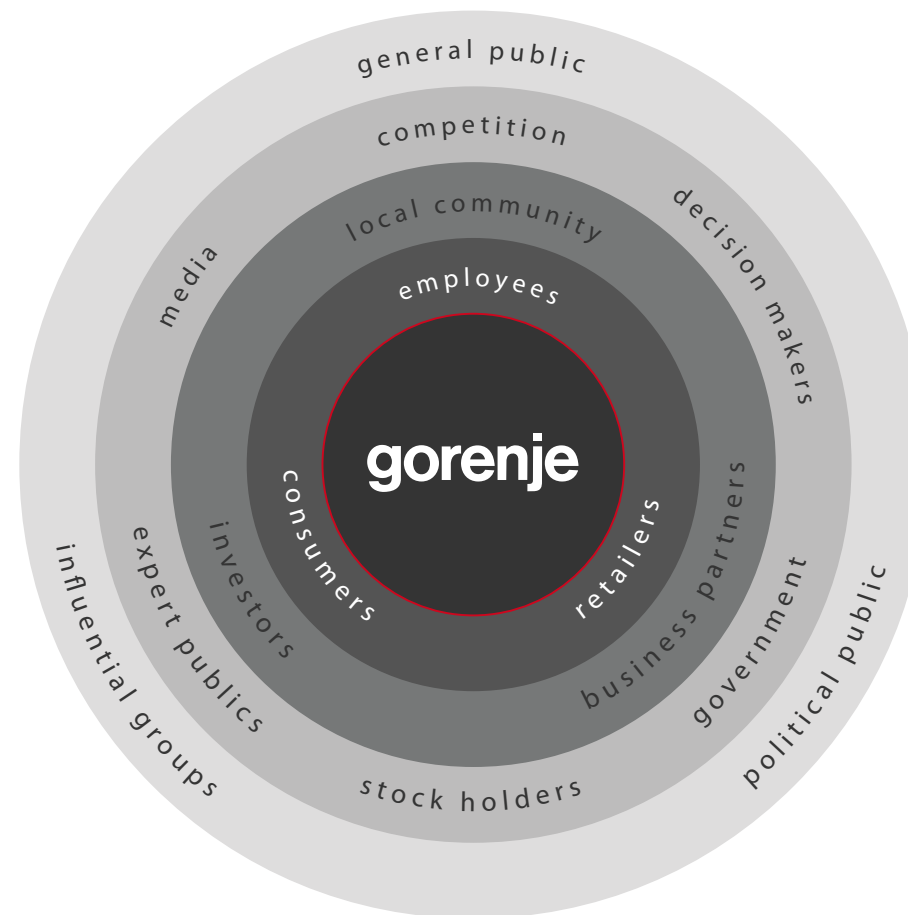 general public
competition
local community
employees
media
decision makers
gorenje
consumers
retailers
investors
business partners
expert publics
government
influential groups
political public
stock holders